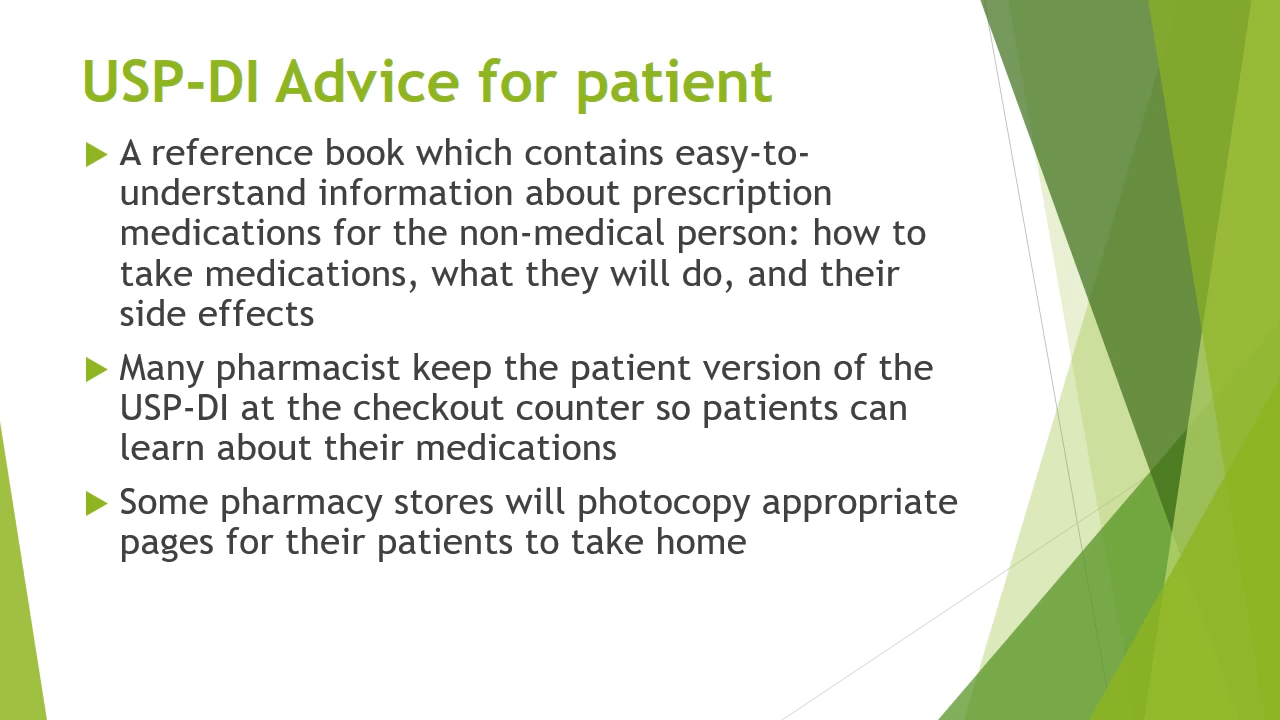 USP-DI Advice for patient
A reference book which contains easy-to-
understand information about prescription
medications for the non-medical person: how to
take medications, what they will do, and their
side effects
Many pharmacist keep the patient version of the
USP-DI at the checkout counter so patients can
learn about their medications
Some pharmacy stores will photocopy appropriate
pages for their patients to take home